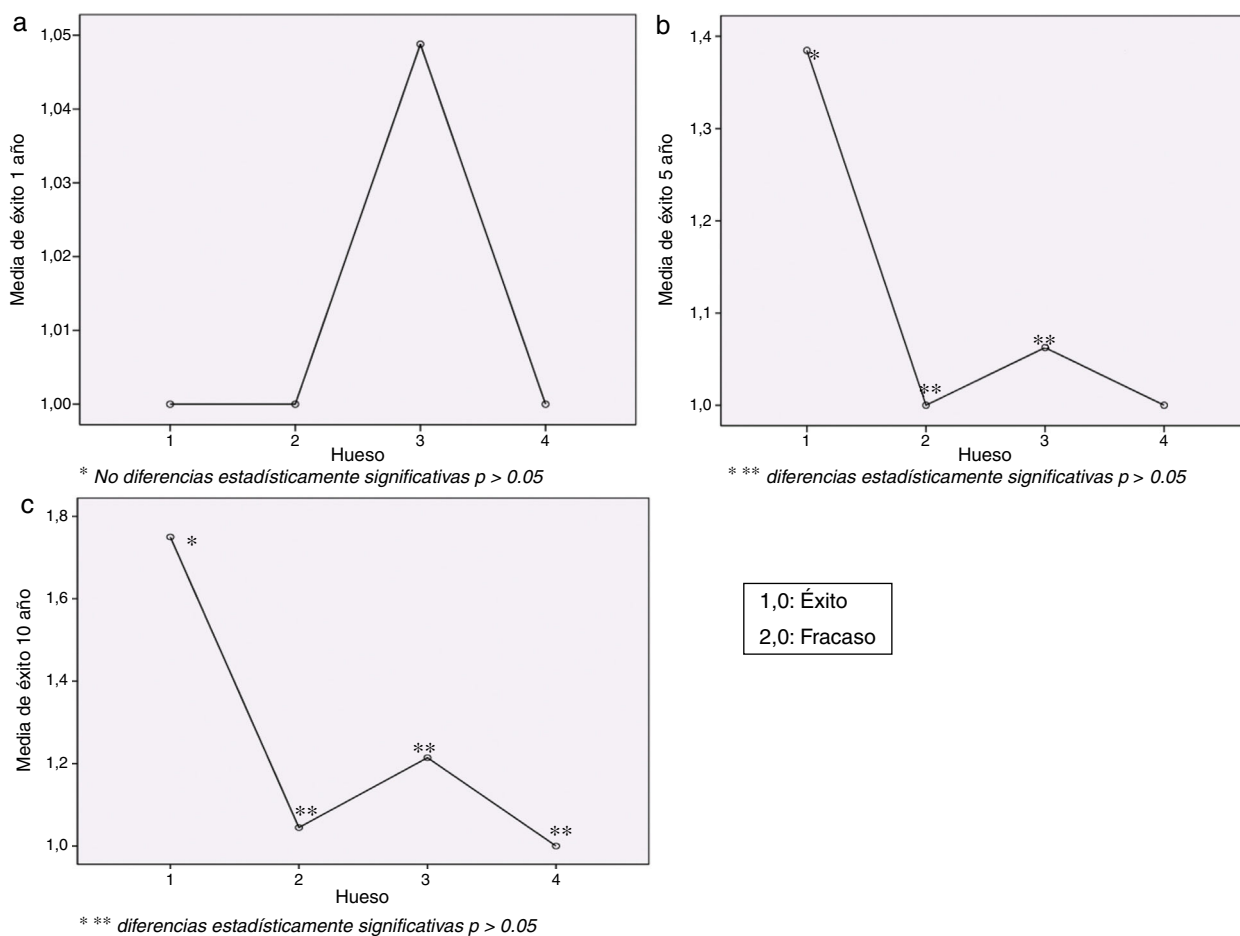 a
1,05
1,04
1,03
1,02
1,01
1,00
Media de éxito 1 año
1 2 3 4
Hueso
* No diferencias estadísticamente significativas p > 0.05
b
1,4
1,3
1,2
1,1
1,0
Media de éxito 5 año
*
**
**
1 2 3 4
Hueso
* ** diferencias estadísticamente significativas p > 0.05
c
1,8
1,6
1,4
1,2
1,0
Media de éxito 10 año
*
**
**
**
1 2 3 4
Hueso
* ** diferencias estadísticamente significativas p > 0.05
1,0: Éxito
2,0: Fracaso